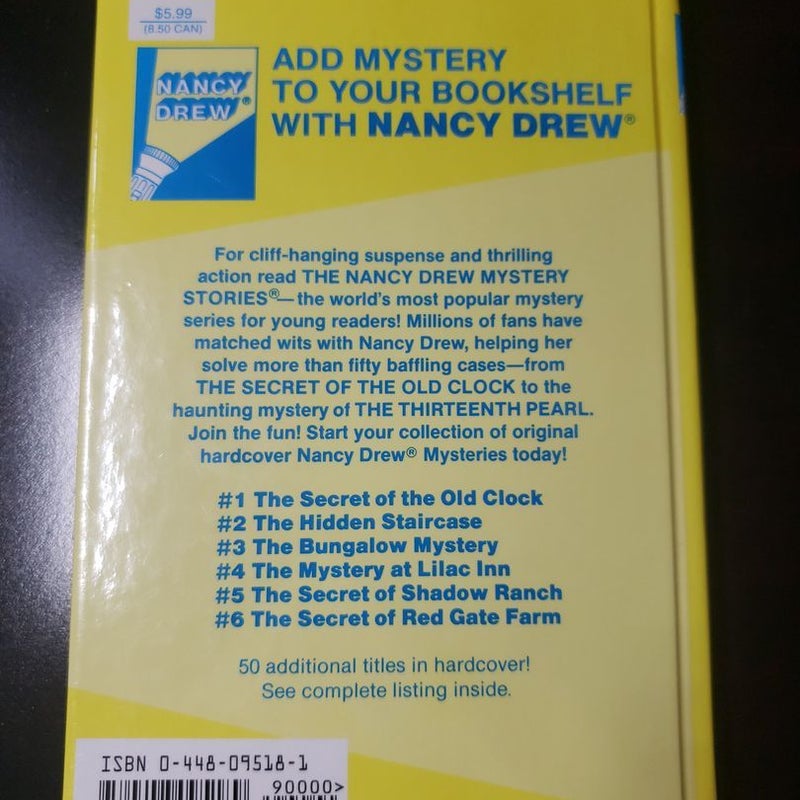 $5.99
(8.50 CAN)
NANCY
DREW®
ADD MYSTERY
TO YOUR BOOKSHELF
WITH NANCY DREW®
For cliff-hanging suspense and thrilling
action read THE NANCY DREW MYSTERY
STORIES®—the world's most popular mystery
series for young readers! Millions of fans have
matched wits with Nancy Drew, helping her
solve more than fifty baffling cases—from
THE SECRET OF THE OLD CLOCK to the
haunting mystery of THE THIRTEENTH PEARL.
Join the fun! Start your collection of original
hardcover Nancy Drew® Mysteries today!
#1 The Secret of the Old Clock
#2 The Hidden Staircase
#3 The Bungalow Mystery
#4 The Mystery at Lilac Inn
#5 The Secret of Shadow Ranch
#6 The Secret of Red Gate Farm
50 additional titles in hardcover!
See complete listing inside.
ISBN 0-448-09518-1
90000>